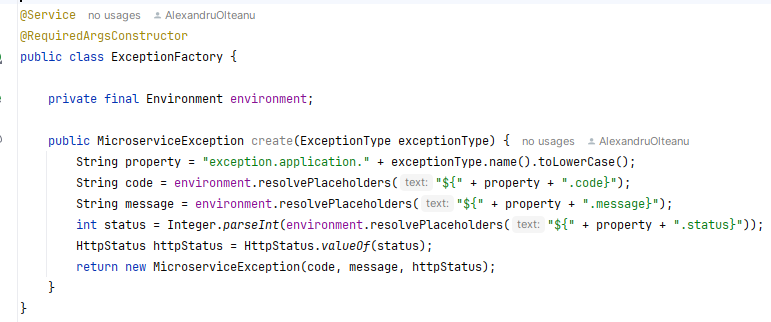 @Service no usages AlexandruOlteanu
@RequiredArgsConstructor
public class ExceptionFactory {
private final Environment environment;
public MicroserviceException create(ExceptionType exceptionType) { no usages AlexandruOlteanu
String property = "exception.application." + exceptionType.name().toLowerCase();
String code = environment.resolvePlaceholders( text: "${" + property + ".code}");
String message = environment.resolvePlaceholders( text: "${" + property + ".message}");
int status = Integer.parseInt(environment.resolvePlaceholders( text: "${" + property + ".status}"));
HttpStatus httpStatus = HttpStatus.valueOf(status);
return new MicroserviceException(code, message, httpStatus);
}
}